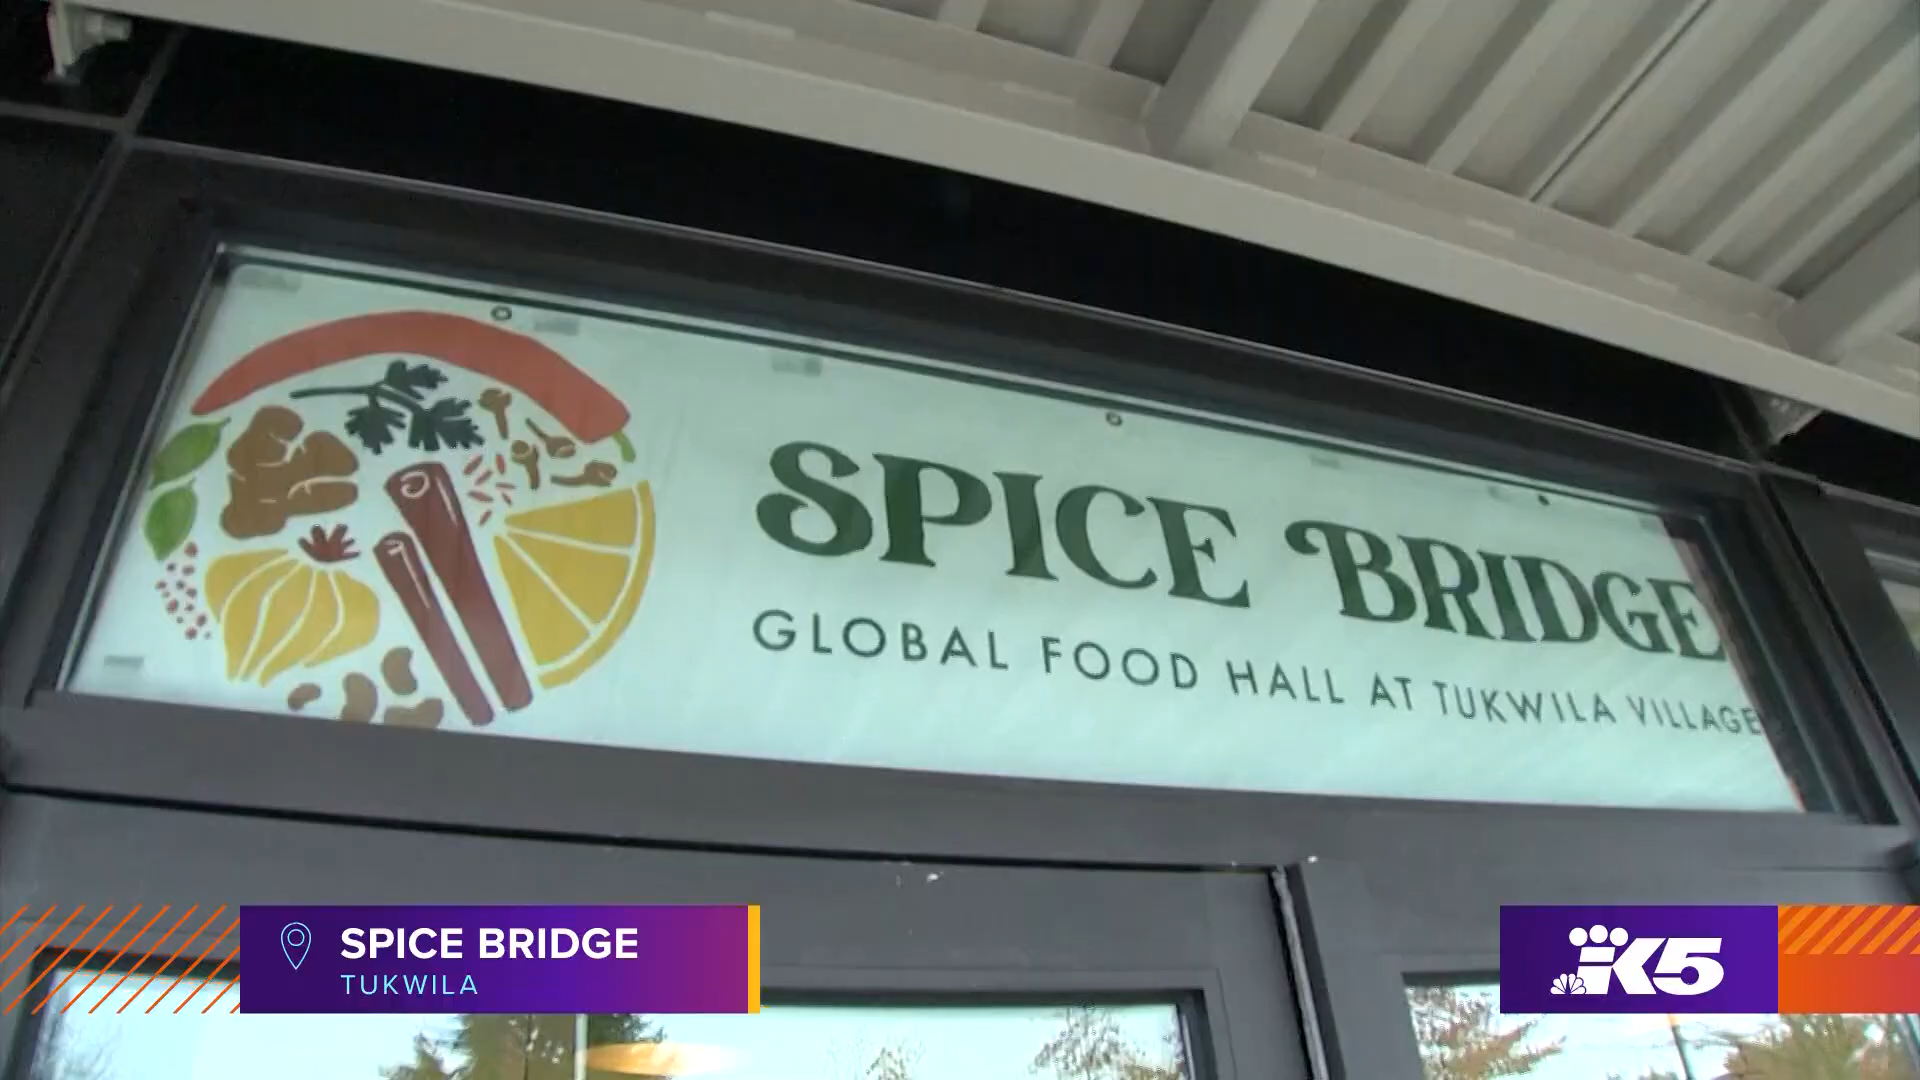 SPICE BRIDGE
GLOBAL FOOD HALL AT TUKWILA VILLAGE
SPICE BRIDGE
TUKWILA
K5